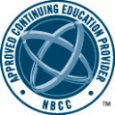 APPROVED CONTINUING EDUCATION PROVIDER
• NBCC •
TM